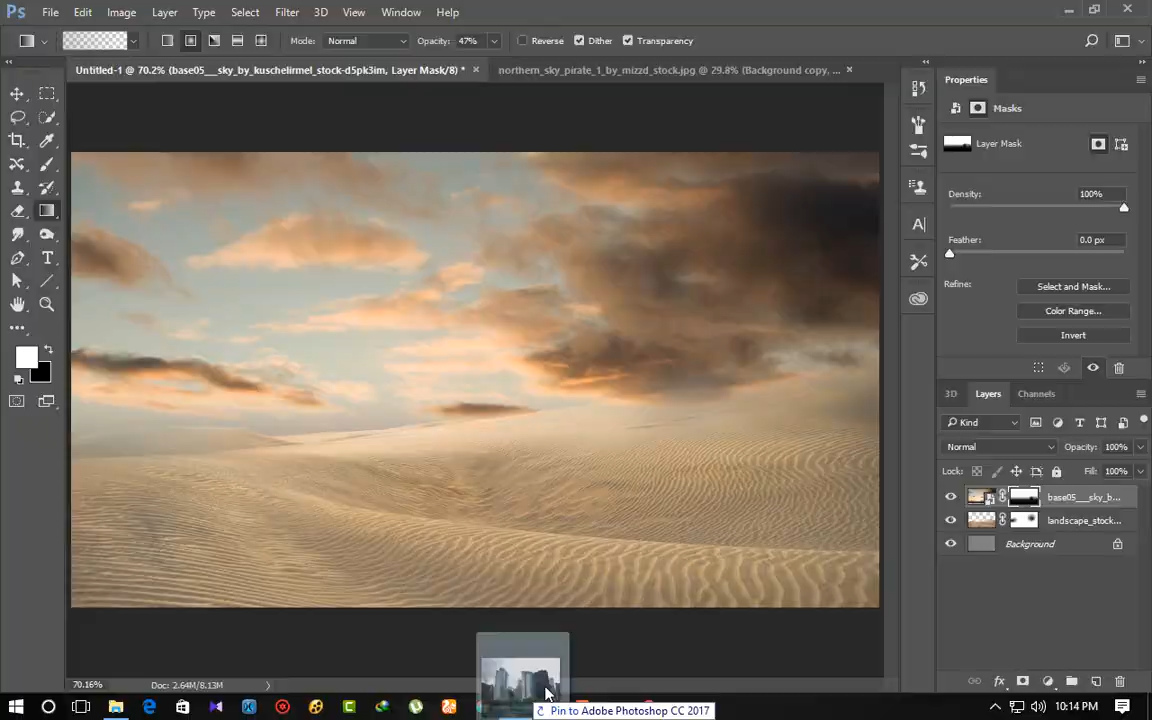 Ps File Edit Image Layer Type Select Filter 3D View Window Help
Mode: Normal Opacity: 47% Reverse Dither Transparency
Untitled-1 @ 70.2% (base05___sky_by_kuschelirmel_stock-d5pk3im, Layer Mask/8) * × northern_sky_pirate_1_by_mizzd_stock.jpg @ 29.8% (Background copy, ... ×
Properties
Masks
Layer Mask
Density: 100%
Feather: 0.0 px
Refine: Select and Mask...
Color Range...
Invert
3D Layers Channels
Kind
Normal Opacity: 100%
Lock: Fill: 100%
base05___sky_b...
landscape_stock...
Background
70.16% Doc: 2.64M/8.13M
Pin to Adobe Photoshop CC 2017
10:14 PM